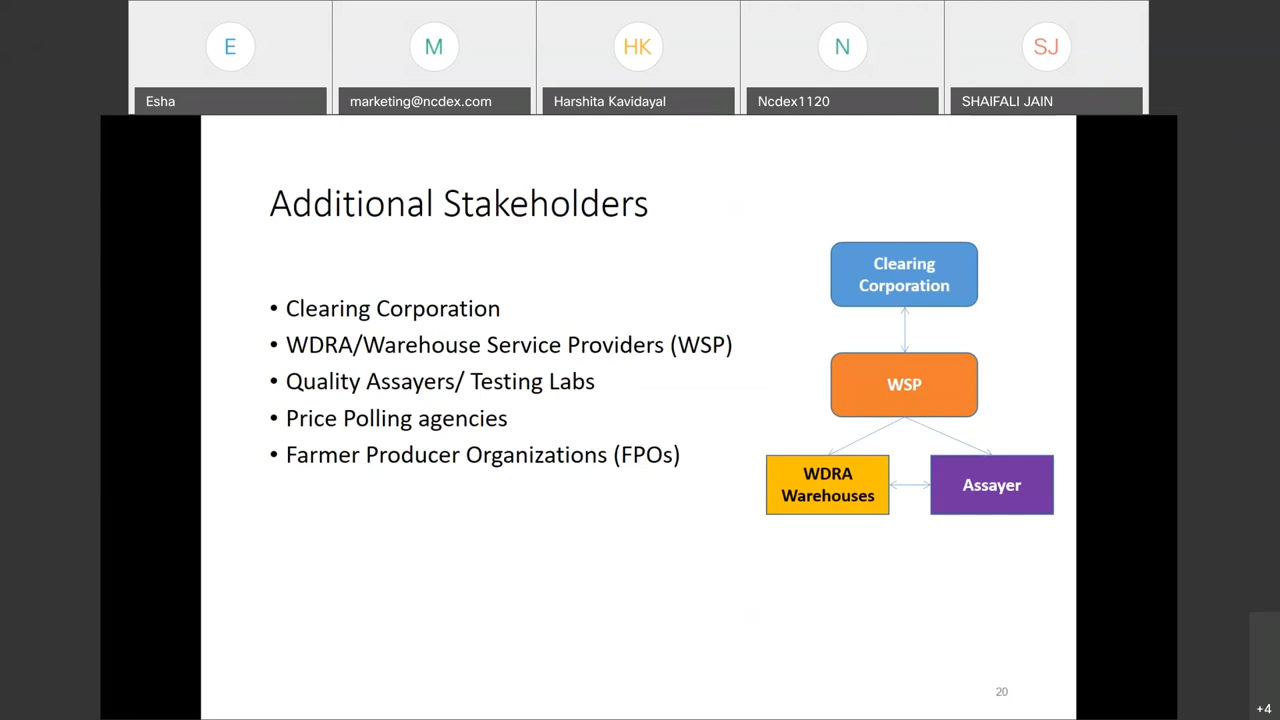 E
M
HK
N
SJ
Esha
marketing@ncdex.com
Harshita Kavidayal
Ncdex1120
SHAIFALI JAIN
Additional Stakeholders
• Clearing Corporation
• WDRA/Warehouse Service Providers (WSP)
• Quality Assayers/ Testing Labs
• Price Polling agencies
• Farmer Producer Organizations (FPOs)
Clearing
Corporation
WSP
WDRA
Warehouses
Assayer
20
+4